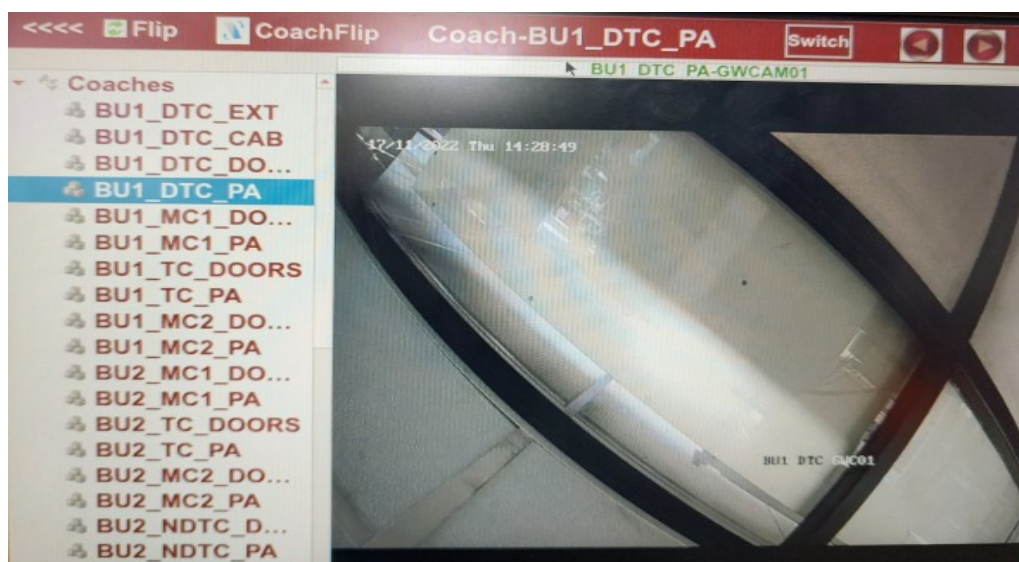 <<<< Flip CoachFlip Coach-BU1_DTC_PA Switch
BU1 DTC PA-GWCAM01
Coaches
BU1_DTC_EXT
BU1_DTC_CAB
BU1_DTC_DO...
BU1_DTC_PA
BU1_MC1_DO...
BU1_MC1_PA
BU1_TC_DOORS
BU1_TC_PA
BU1_MC2_DO...
BU1_MC2_PA
BU2_MC1_DO...
BU2_MC1_PA
BU2_TC_DOORS
BU2_TC_PA
BU2_MC2_DO...
BU2_MC2_PA
BU2_NDTC_D...
BU2_NDTC_PA
17/11/2022 Thu 14:28:49
BU1 DTC GWC01